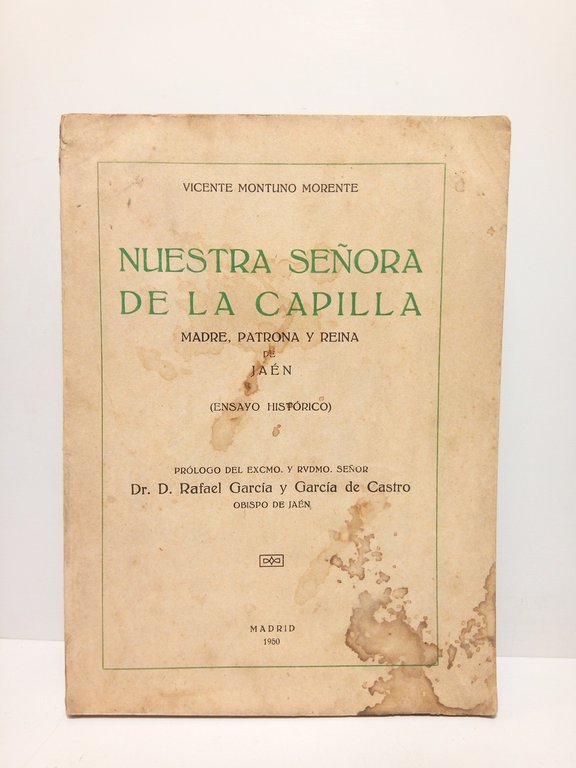 VICENTE MONTUNO MORENTE
NUESTRA SEÑORA
DE LA CAPILLA
MADRE, PATRONA Y REINA
DE
JAÉN
(ENSAYO HISTÓRICO)
PRÓLOGO DEL EXCMO. Y RVDMO. SEÑOR
Dr. D. Rafael García y García de Castro
OBISPO DE JAÉN
MADRID
1950